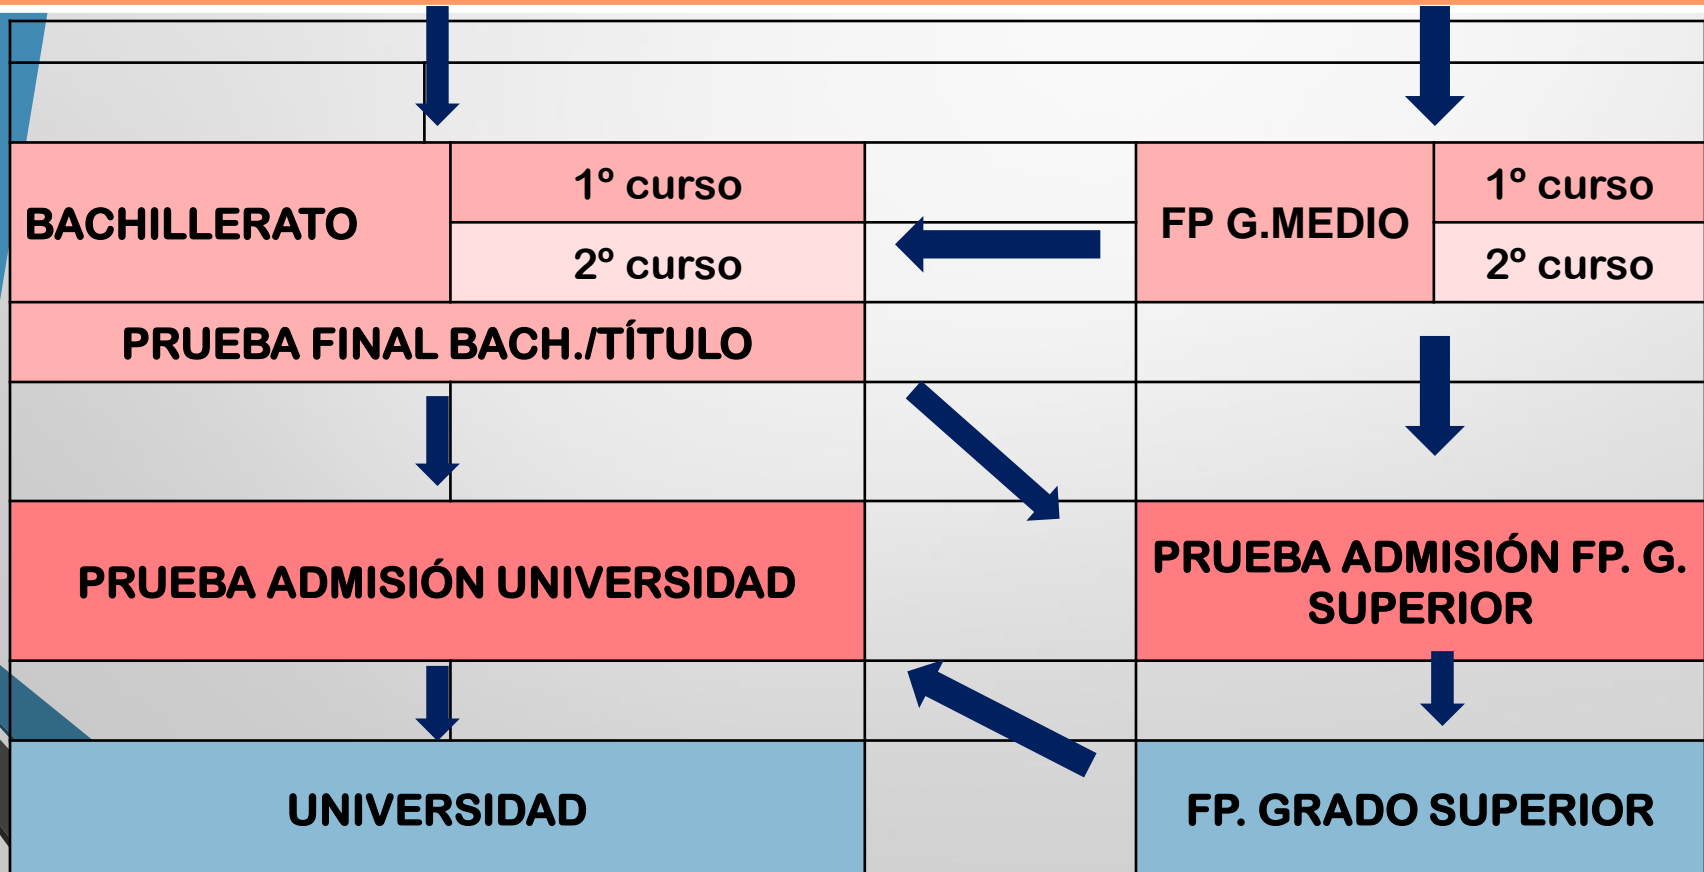 BACHILLERATO
1º curso
2º curso
FP G.MEDIO
1º curso
2º curso
PRUEBA FINAL BACH./TÍTULO
PRUEBA ADMISIÓN UNIVERSIDAD
PRUEBA ADMISIÓN FP. G.
SUPERIOR
UNIVERSIDAD
FP. GRADO SUPERIOR